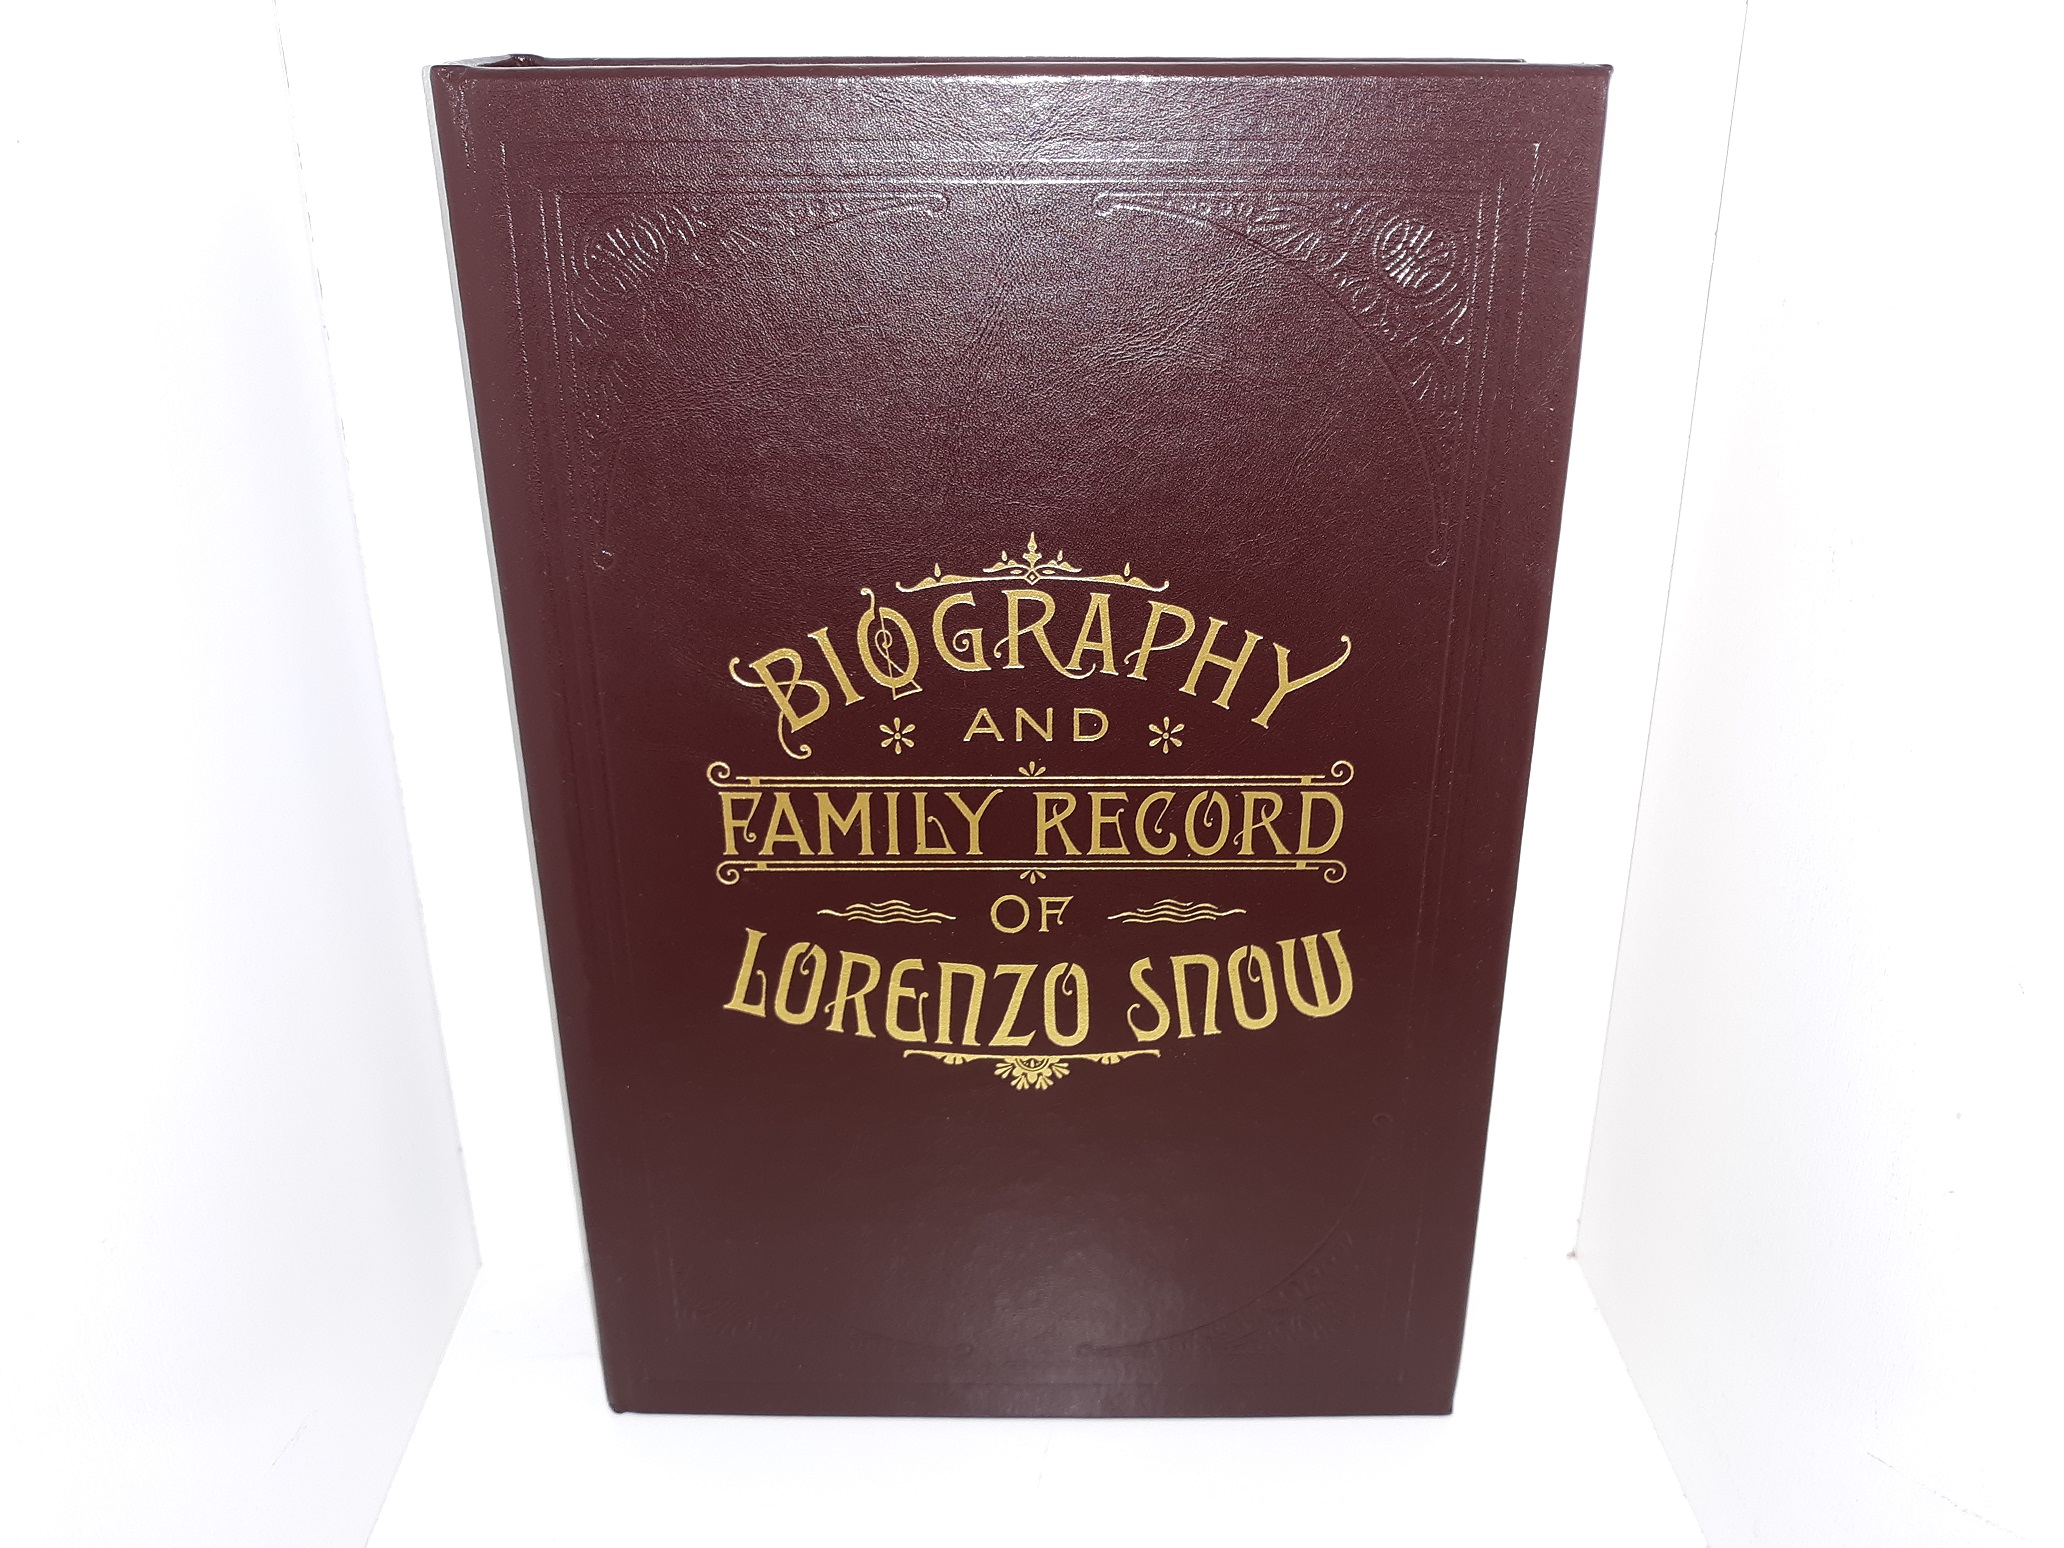 BIOGRAPHY
AND
FAMILY RECORD
OF
LORENZO SNOW